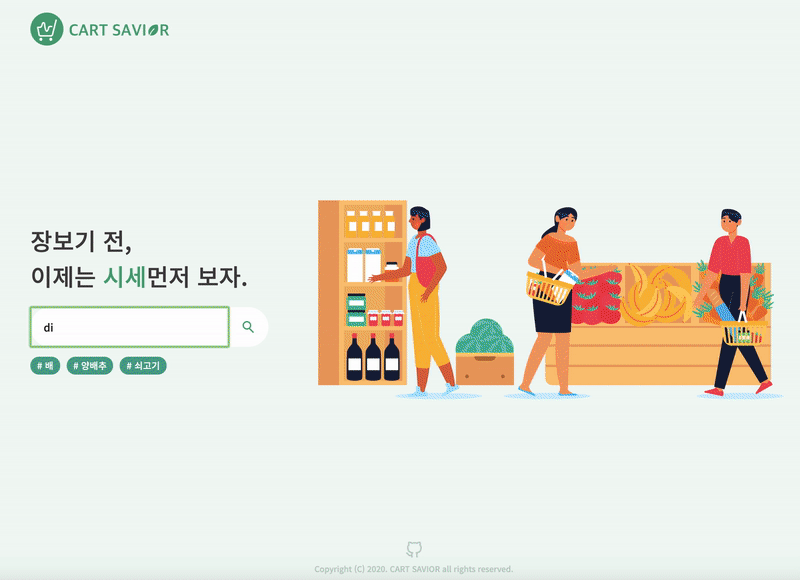 CART SAVIOR
장보기 전,
이제는 시세먼저 보자.
di
# 배 # 양배추 # 쇠고기
Copyright (C) 2020. CART SAVIOR all rights reserved.